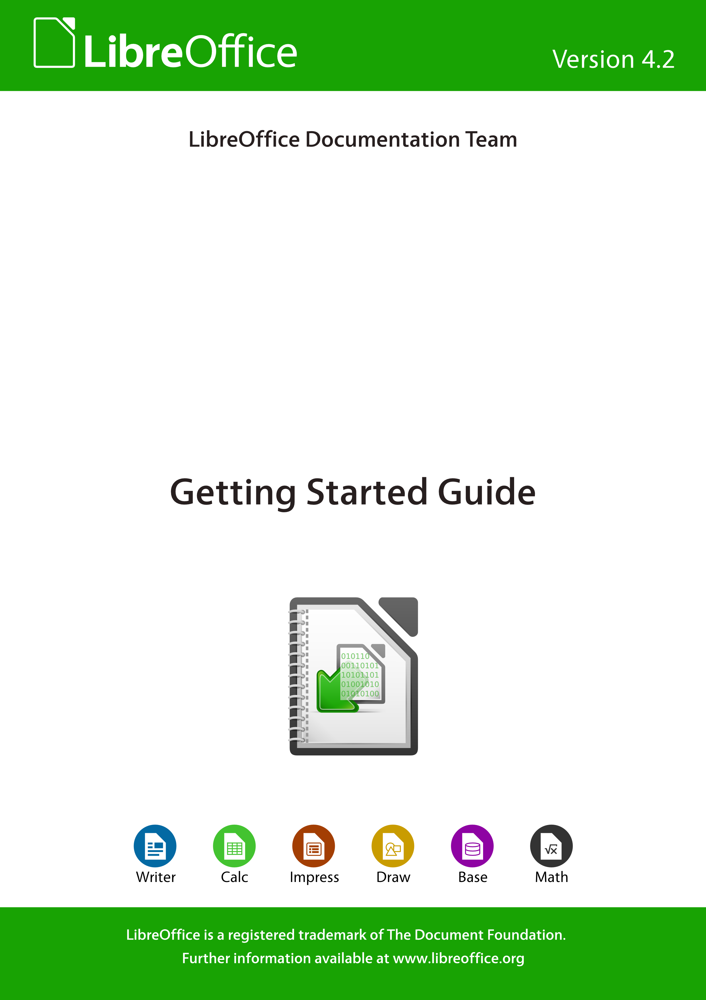 LibreOffice
Version 4.2
LibreOffice Documentation Team
Getting Started Guide
010110
00110101
10101101
01001010
01010100
Writer Calc Impress Draw Base Math
LibreOffice is a registered trademark of The Document Foundation.
Further information available at www.libreoffice.org